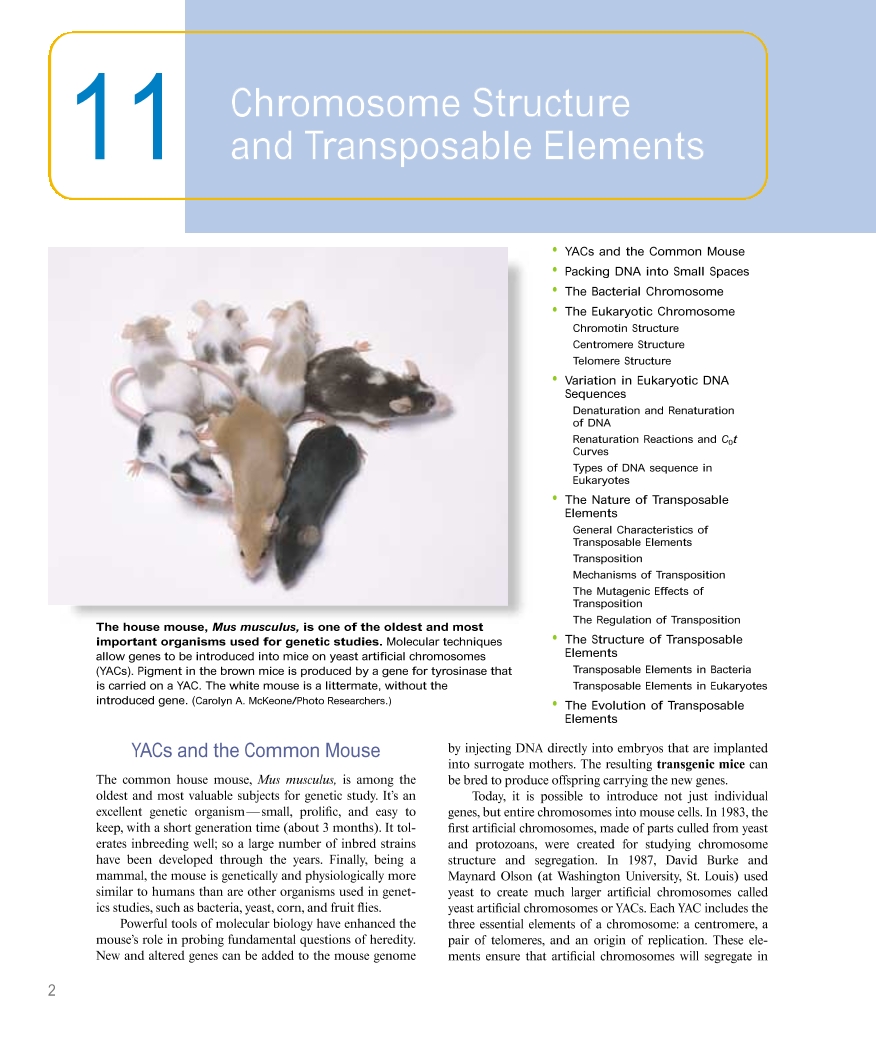 11
Chromosome Structure
and Transposable Elements
• YACs and the Common Mouse
• Packing DNA into Small Spaces
• The Bacterial Chromosome
• The Eukaryotic Chromosome
Chromotin Structure
Centromere Structure
Telomere Structure
• Variation in Eukaryotic DNA
Sequences
Denaturation and Renaturation
of DNA
Renaturation Reactions and C₀t
Curves
Types of DNA sequence in
Eukaryotes
• The Nature of Transposable
Elements
General Characteristics of
Transposable Elements
Transposition
Mechanisms of Transposition
The Mutagenic Effects of
Transposition
The Regulation of Transposition
• The Structure of Transposable
Elements
Transposable Elements in Bacteria
Transposable Elements in Eukaryotes
• The Evolution of Transposable
Elements
The house mouse, Mus musculus, is one of the oldest and most
important organisms used for genetic studies. Molecular techniques
allow genes to be introduced into mice on yeast artificial chromosomes
(YACs). Pigment in the brown mice is produced by a gene for tyrosinase that
is carried on a YAC. The white mouse is a littermate, without the
introduced gene. (Carolyn A. McKeone/Photo Researchers.)
YACs and the Common Mouse
The common house mouse, Mus musculus, is among the
oldest and most valuable subjects for genetic study. It's an
excellent genetic organism—small, prolific, and easy to
keep, with a short generation time (about 3 months). It tol-
erates inbreeding well; so a large number of inbred strains
have been developed through the years. Finally, being a
mammal, the mouse is genetically and physiologically more
similar to humans than are other organisms used in genet-
ics studies, such as bacteria, yeast, corn, and fruit flies.
Powerful tools of molecular biology have enhanced the
mouse's role in probing fundamental questions of heredity.
New and altered genes can be added to the mouse genome
by injecting DNA directly into embryos that are implanted
into surrogate mothers. The resulting transgenic mice can
be bred to produce offspring carrying the new genes.
Today, it is possible to introduce not just individual
genes, but entire chromosomes into mouse cells. In 1983, the
first artificial chromosomes, made of parts culled from yeast
and protozoans, were created for studying chromosome
structure and segregation. In 1987, David Burke and
Maynard Olson (at Washington University, St. Louis) used
yeast to create much larger artificial chromosomes called
yeast artificial chromosomes or YACs. Each YAC includes the
three essential elements of a chromosome: a centromere, a
pair of telomeres, and an origin of replication. These ele-
ments ensure that artificial chromosomes will segregate in
2